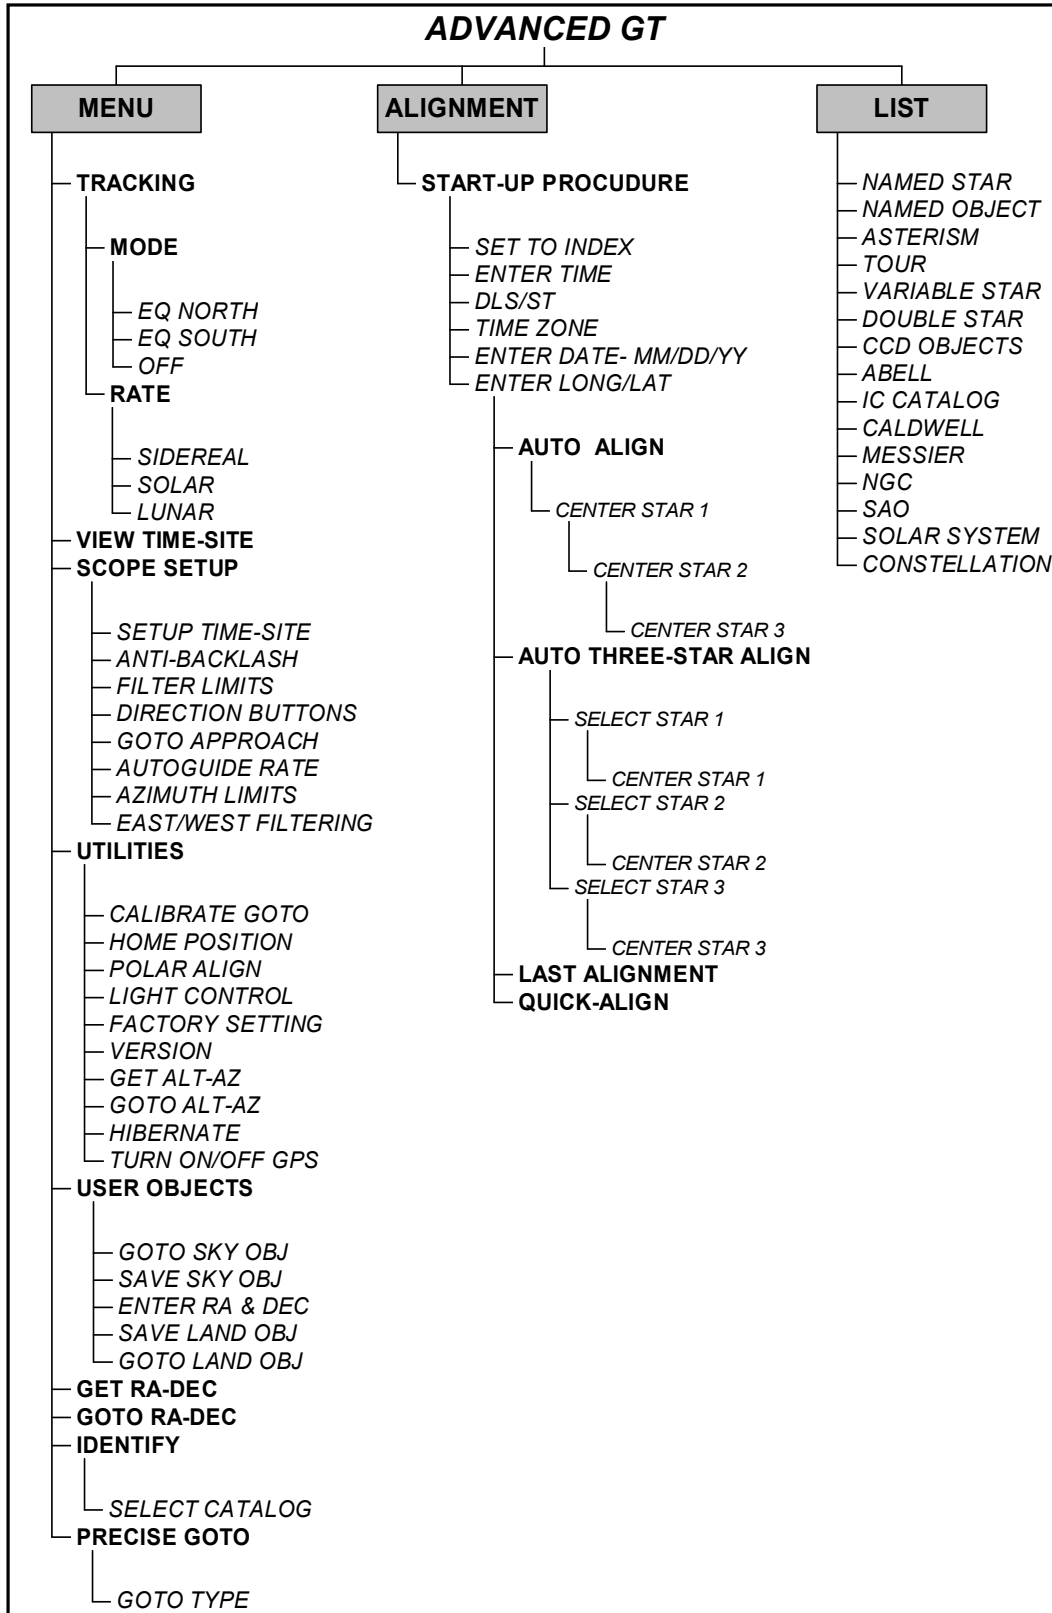 ADVANCED GT
MENU
TRACKING
MODE
EQ NORTH
EQ SOUTH
OFF
RATE
SIDEREAL
SOLAR
LUNAR
VIEW TIME-SITE
SCOPE SETUP
SETUP TIME-SITE
ANTI-BACKLASH
FILTER LIMITS
DIRECTION BUTTONS
GOTO APPROACH
AUTOGUIDE RATE
AZIMUTH LIMITS
EAST/WEST FILTERING
UTILITIES
CALIBRATE GOTO
HOME POSITION
POLAR ALIGN
LIGHT CONTROL
FACTORY SETTING
VERSION
GET ALT-AZ
GOTO ALT-AZ
HIBERNATE
TURN ON/OFF GPS
USER OBJECTS
GOTO SKY OBJ
SAVE SKY OBJ
ENTER RA & DEC
SAVE LAND OBJ
GOTO LAND OBJ
GET RA-DEC
GOTO RA-DEC
IDENTIFY
SELECT CATALOG
PRECISE GOTO
GOTO TYPE
ALIGNMENT
START-UP PROCUDURE
SET TO INDEX
ENTER TIME
DLS/ST
TIME ZONE
ENTER DATE- MM/DD/YY
ENTER LONG/LAT
AUTO ALIGN
CENTER STAR 1
CENTER STAR 2
CENTER STAR 3
AUTO THREE-STAR ALIGN
SELECT STAR 1
CENTER STAR 1
SELECT STAR 2
CENTER STAR 2
SELECT STAR 3
CENTER STAR 3
LAST ALIGNMENT
QUICK-ALIGN
LIST
NAMED STAR
NAMED OBJECT
ASTERISM
TOUR
VARIABLE STAR
DOUBLE STAR
CCD OBJECTS
ABELL
IC CATALOG
CALDWELL
MESSIER
NGC
SAO
SOLAR SYSTEM
CONSTELLATION